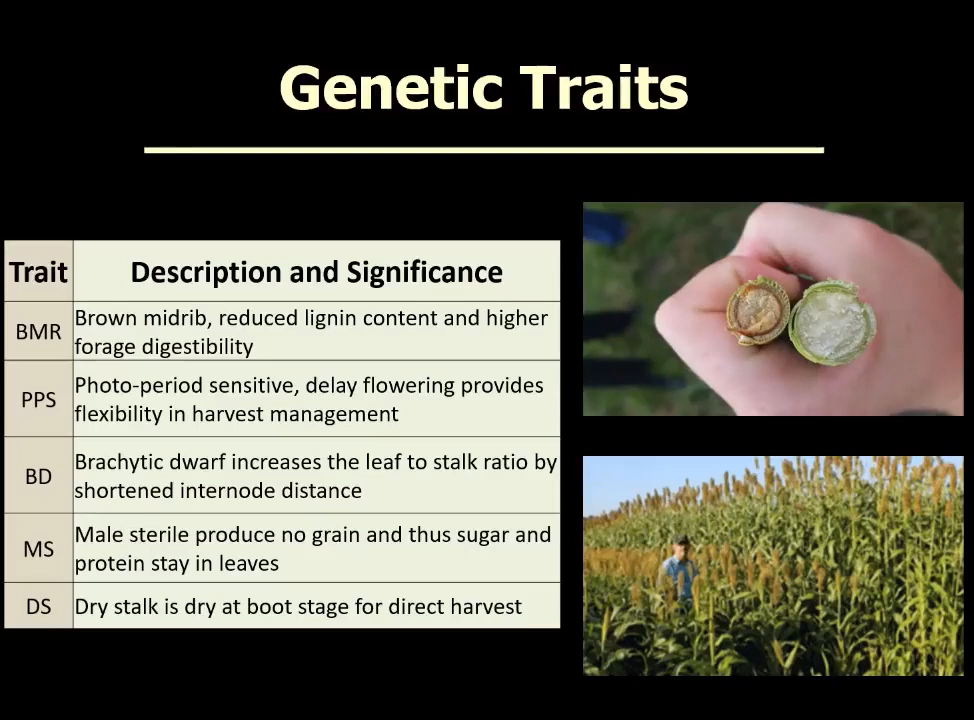 Genetic Traits
Trait
Description and Significance
BMR
Brown midrib, reduced lignin content and higher
forage digestibility
PPS
Photo-period sensitive, delay flowering provides
flexibility in harvest management
BD
Brachytic dwarf increases the leaf to stalk ratio by
shortened internode distance
MS
Male sterile produce no grain and thus sugar and
protein stay in leaves
DS
Dry stalk is dry at boot stage for direct harvest